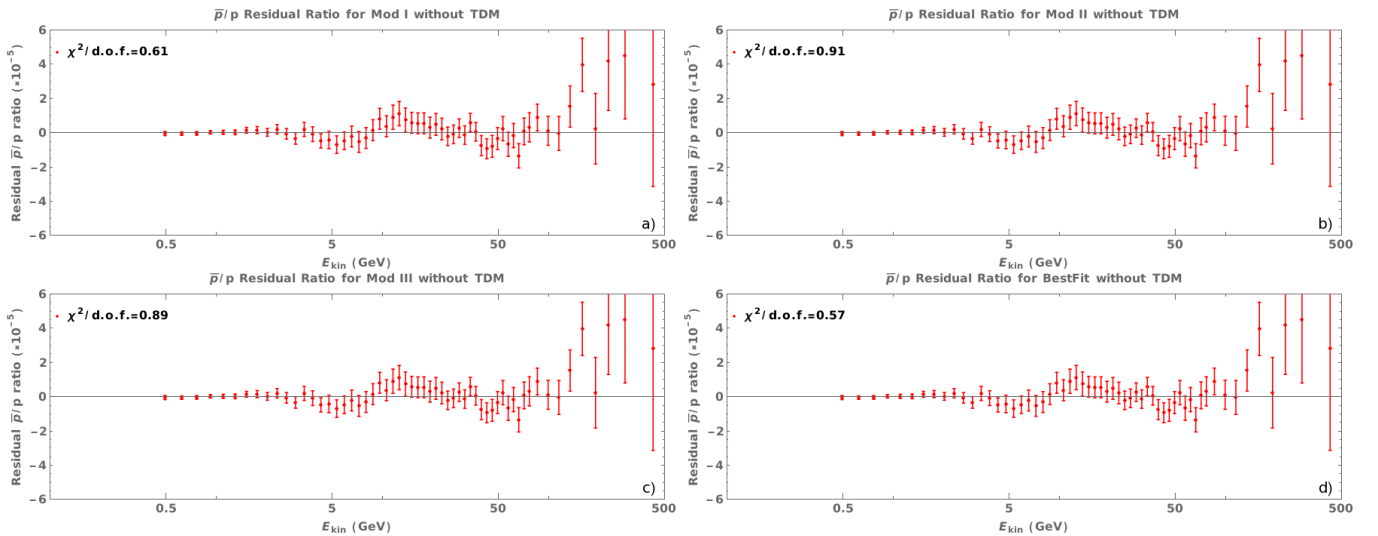 p̅/p Residual Ratio for Mod I without TDM
χ²/d.o.f.=0.61
Residual p̅/p ratio (×10⁻⁵)
6
4
2
0
−2
−4
−6
a)
0.5 5 50 500
E_kin (GeV)
p̅/p Residual Ratio for Mod II without TDM
χ²/d.o.f.=0.91
Residual p̅/p ratio (×10⁻⁵)
6
4
2
0
−2
−4
−6
b)
0.5 5 50 500
E_kin (GeV)
p̅/p Residual Ratio for Mod III without TDM
χ²/d.o.f.=0.89
Residual p̅/p ratio (×10⁻⁵)
6
4
2
0
−2
−4
−6
c)
0.5 5 50 500
E_kin (GeV)
p̅/p Residual Ratio for BestFit without TDM
χ²/d.o.f.=0.57
Residual p̅/p ratio (×10⁻⁵)
6
4
2
0
−2
−4
−6
d)
0.5 5 50 500
E_kin (GeV)